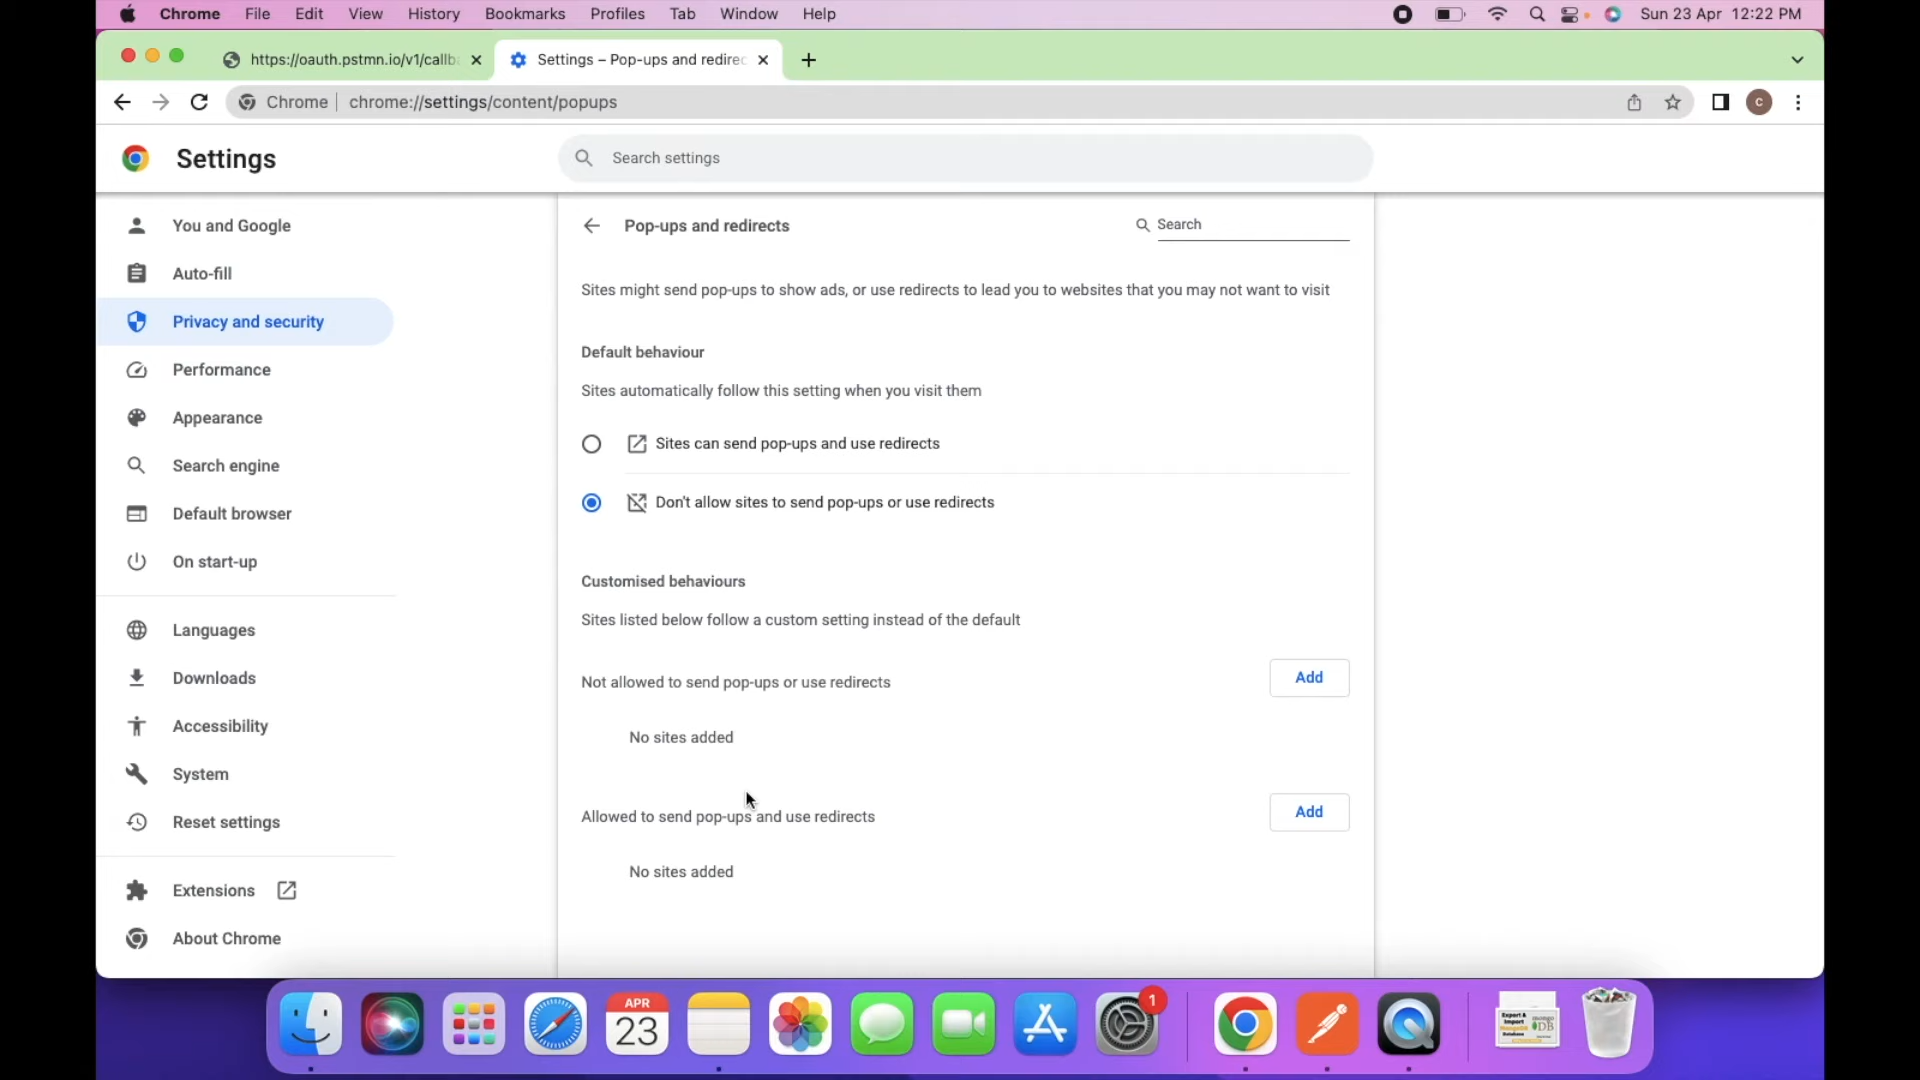 Chrome File Edit View History Bookmarks Profiles Tab Window Help Sun 23 Apr 12:22 PM
https://oauth.pstmn.io/v1/callb Settings – Pop-ups and redirec
Chrome chrome://settings/content/popups C
Settings
Search settings
You and Google
Auto-fill
Privacy and security
Performance
Appearance
Search engine
Default browser
On start-up
Languages
Downloads
Accessibility
System
Reset settings
Extensions
About Chrome
Pop-ups and redirects
Search
Sites might send pop-ups to show ads, or use redirects to lead you to websites that you may not want to visit
Default behaviour
Sites automatically follow this setting when you visit them
Sites can send pop-ups and use redirects
Don't allow sites to send pop-ups or use redirects
Customised behaviours
Sites listed below follow a custom setting instead of the default
Not allowed to send pop-ups or use redirects Add
No sites added
Allowed to send pop-ups and use redirects Add
No sites added
APR
23
1
Export &
Import
MongoDB
Database
mongo
DB